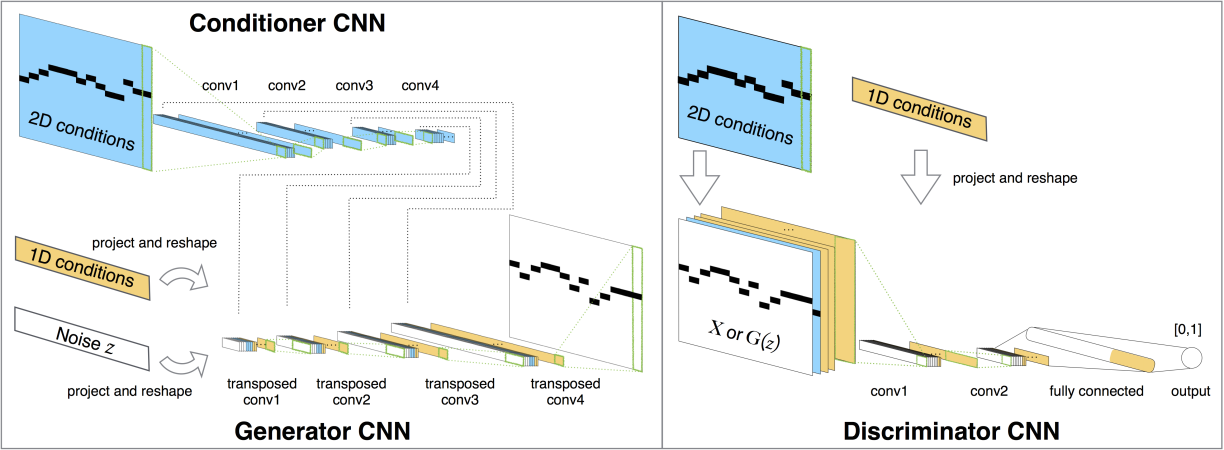 Conditioner CNN
conv1
conv2
conv3
conv4
2D conditions
...
...
...
...
project and reshape
1D conditions
Noise z
project and reshape
...
...
...
...
transposed
conv1
transposed
conv2
transposed
conv3
transposed
conv4
Generator CNN
2D conditions
1D conditions
project and reshape
...
X or G(z)
...
...
[0,1]
conv1
conv2
fully connected
output
Discriminator CNN